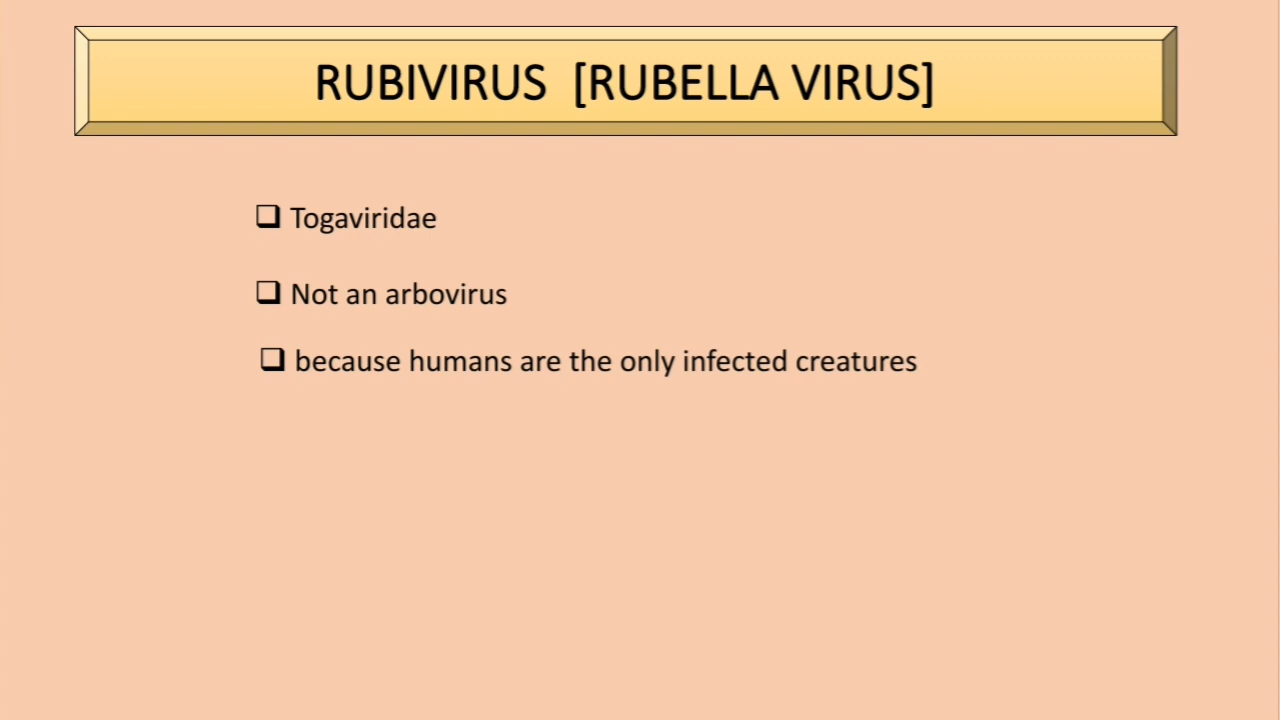 RUBIVIRUS [RUBELLA VIRUS]
❑ Togaviridae
❑ Not an arbovirus
❑ because humans are the only infected creatures